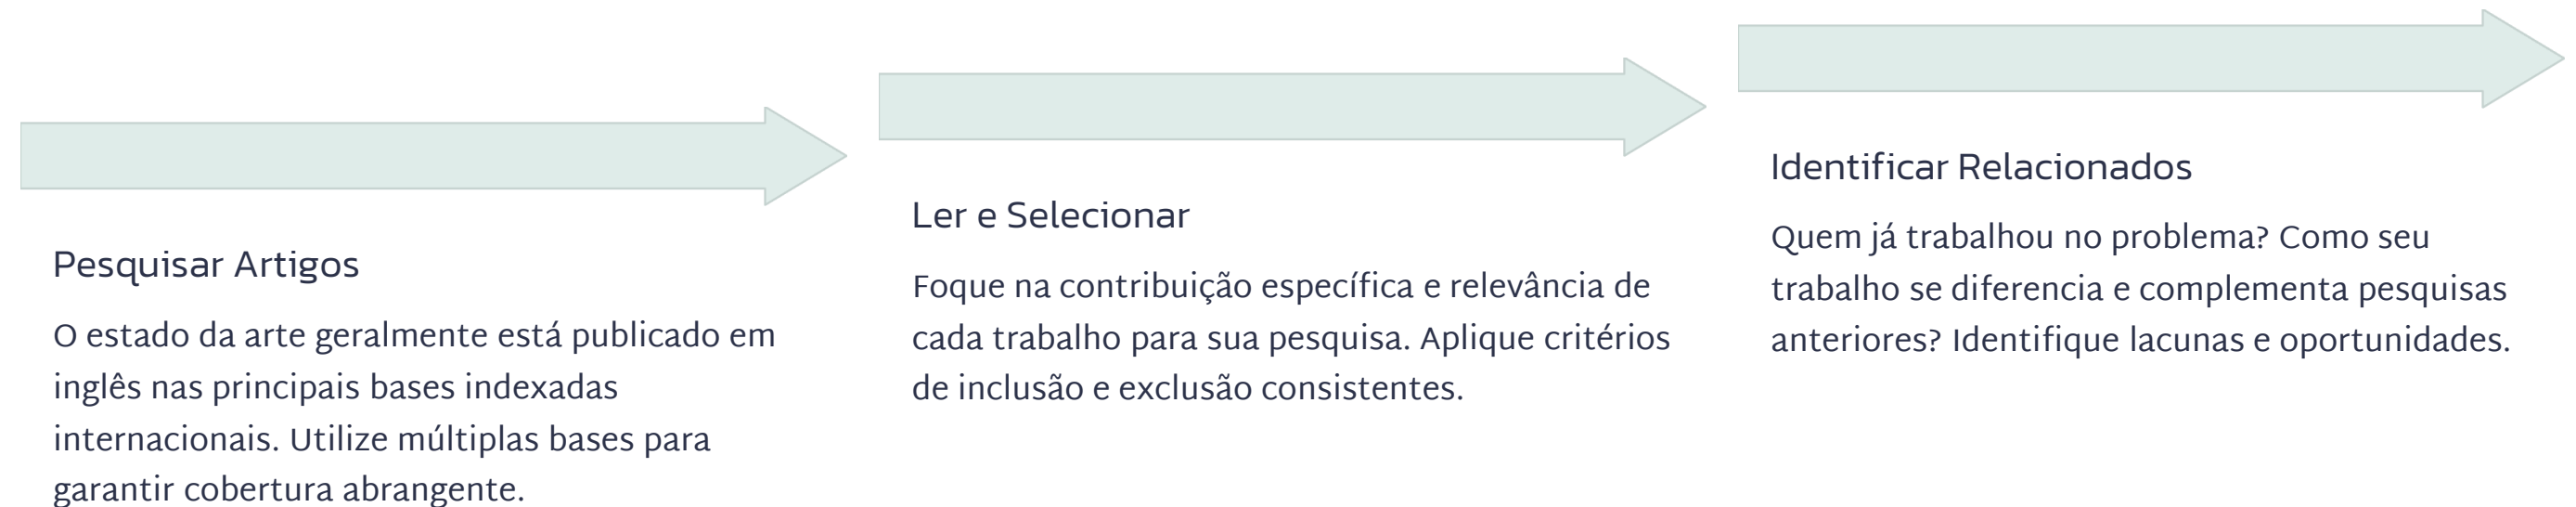 Pesquisar Artigos
O estado da arte geralmente está publicado em
inglês nas principais bases indexadas
internacionais. Utilize múltiplas bases para
garantir cobertura abrangente.
Ler e Selecionar
Foque na contribuição específica e relevância de
cada trabalho para sua pesquisa. Aplique critérios
de inclusão e exclusão consistentes.
Identificar Relacionados
Quem já trabalhou no problema? Como seu
trabalho se diferencia e complementa pesquisas
anteriores? Identifique lacunas e oportunidades.